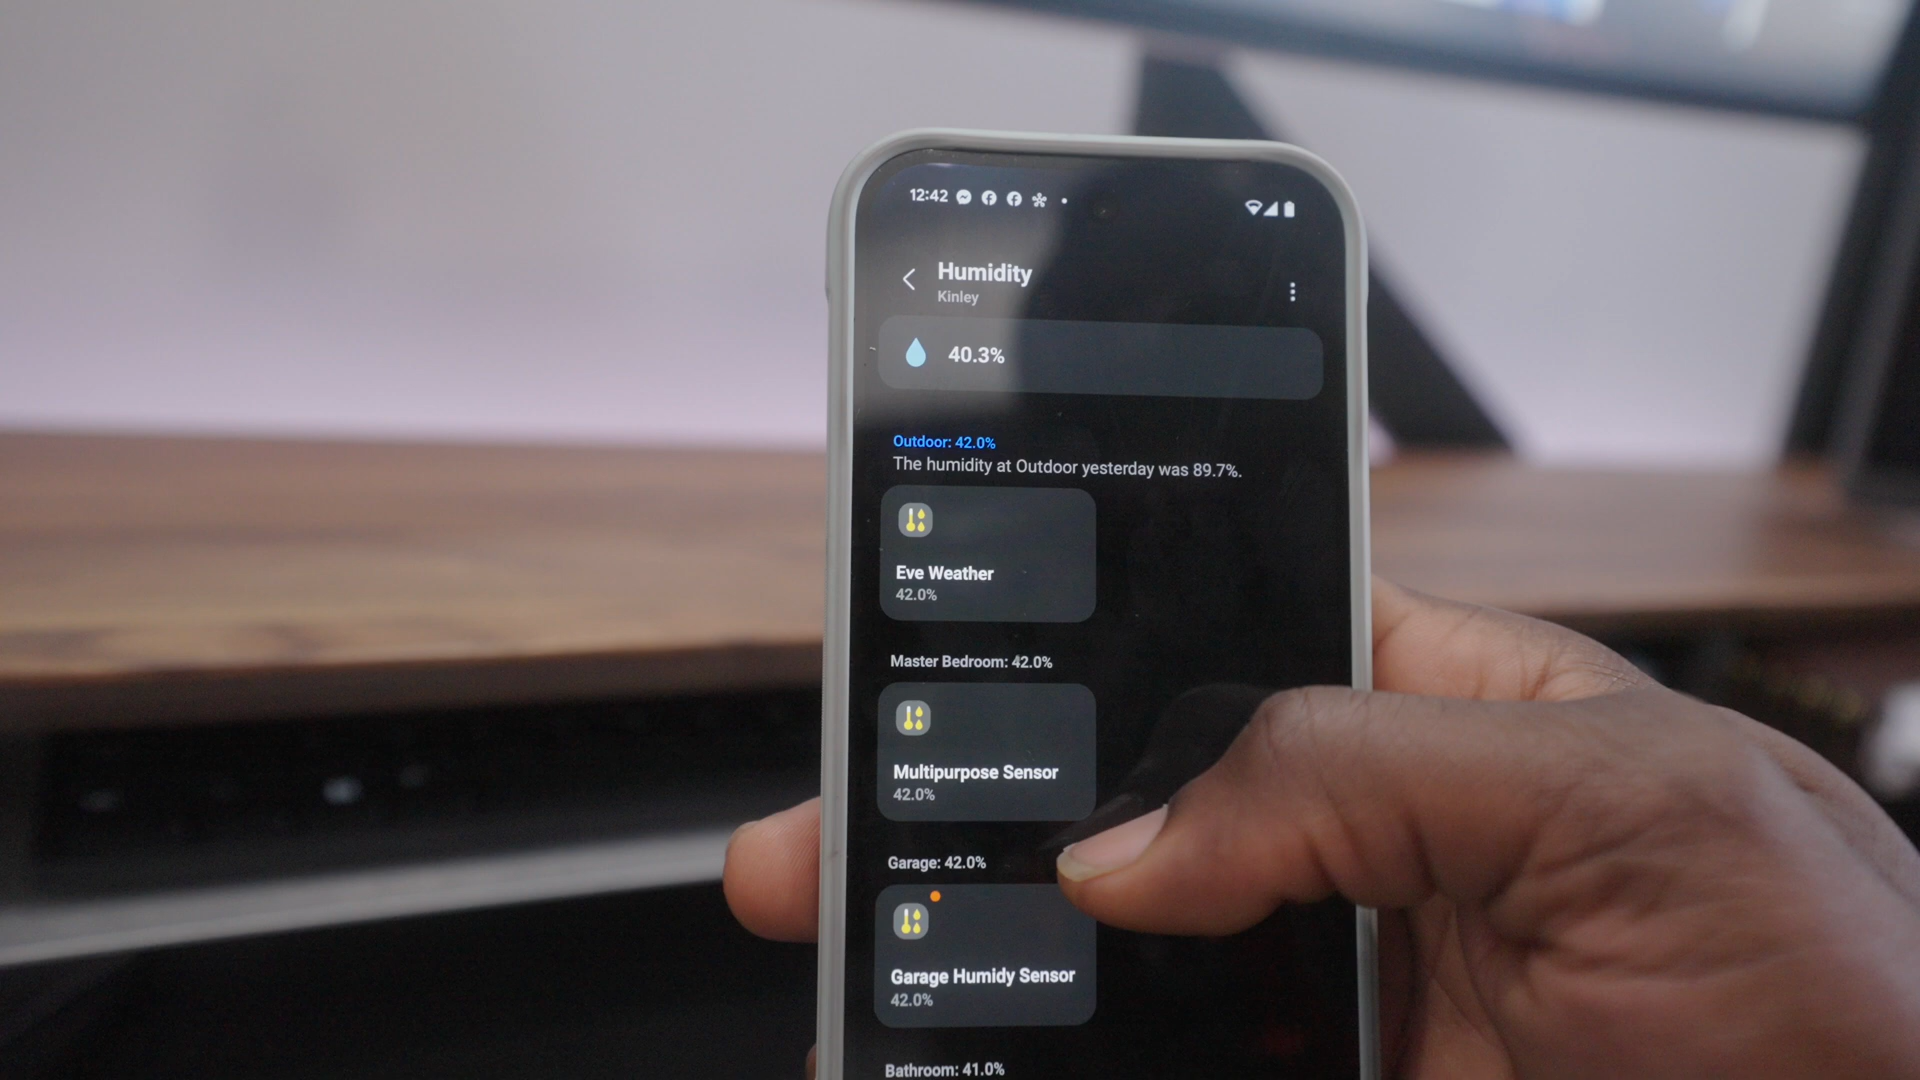 12:42
Humidity
Kinley
40.3%
Outdoor: 42.0%
The humidity at Outdoor yesterday was 89.7%.
Eve Weather
42.0%
Master Bedroom: 42.0%
Multipurpose Sensor
42.0%
Garage: 42.0%
Garage Humidy Sensor
42.0%
Bathroom: 41.0%